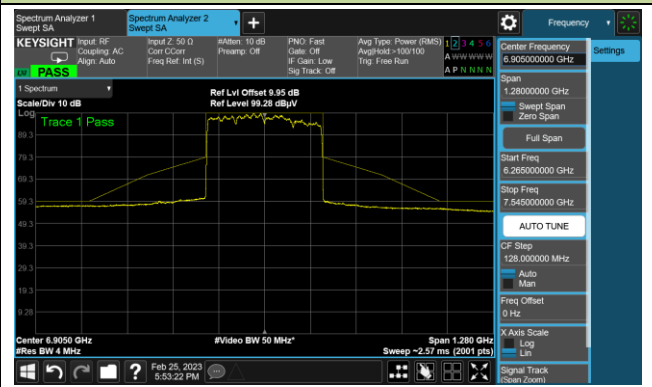 Spectrum Analyzer 1
Swept SA
Spectrum Analyzer 2
Swept SA
Frequency
KEYSIGHT
Input: RF
Coupling: AC
Align: Auto
Input Z: 50 Ω
Corr CCorr
Freq Ref: Int (S)
#Atten: 10 dB
Preamp: Off
PNO: Fast
Gate: Off
IF Gain: Low
Sig Track: Off
Avg Type: Power (RMS)
Avg|Hold:>100/100
Trig: Free Run
1 2 3 4 5 6
A W W W W W
A P N N N N
LXI
PASS
1 Spectrum
Scale/Div 10 dB
Ref Lvl Offset 9.95 dB
Ref Level 99.28 dBµV
Log
Trace 1 Pass
89.3
79.3
69.3
59.3
49.3
39.3
29.3
19.3
9.28
Center 6.9050 GHz
#Res BW 4 MHz
#Video BW 50 MHz*
Span 1.280 GHz
Sweep ~2.57 ms (2001 pts)
Feb 25, 2023
5:53:22 PM
Center Frequency
6.905000000 GHz
Settings
Span
1.28000000 GHz
Swept Span
Zero Span
Full Span
Start Freq
6.265000000 GHz
Stop Freq
7.545000000 GHz
AUTO TUNE
CF Step
128.000000 MHz
Auto
Man
Freq Offset
0 Hz
X Axis Scale
Log
Lin
Signal Track
(Span Zoom)